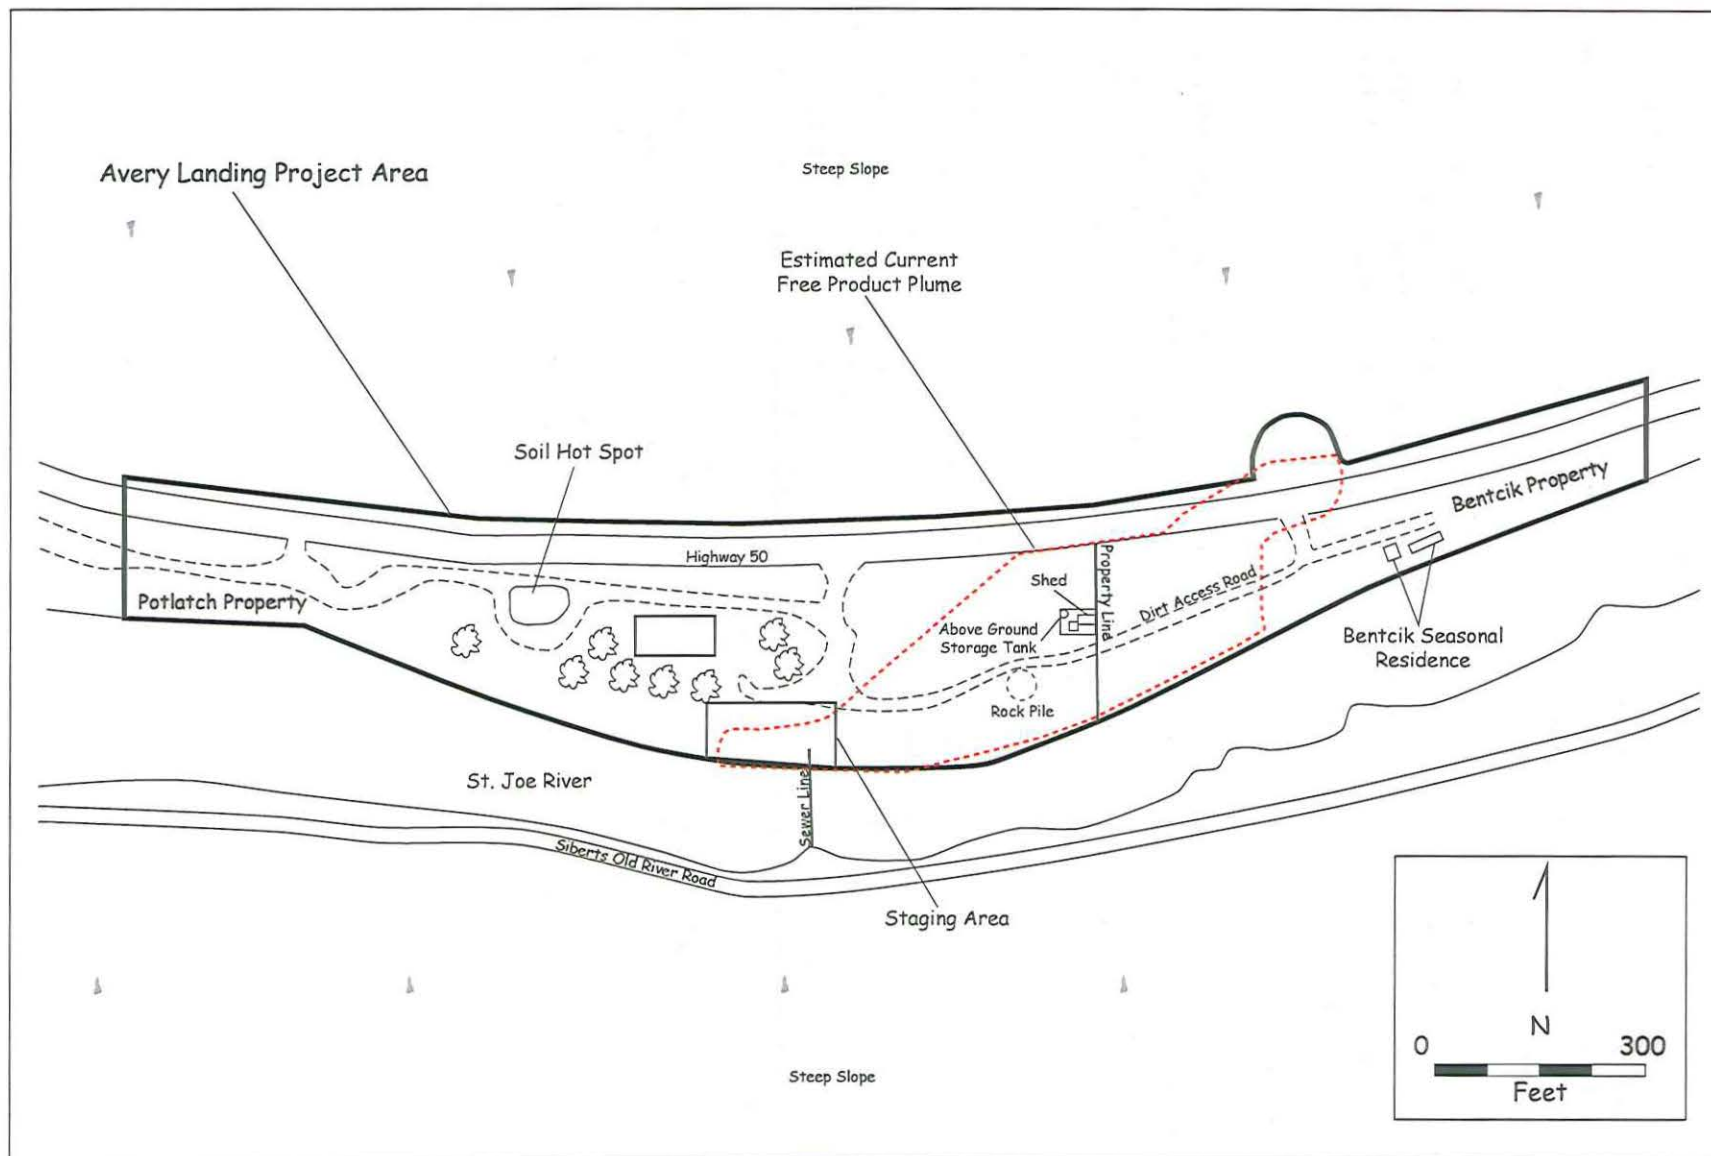 Steep Slope
Avery Landing Project Area
Estimated Current
Free Product Plume
Soil Hot Spot
Bentcik Property
Highway 50
Property Line
Shed
Dirt Access Road
Potlatch Property
Above Ground
Storage Tank
Bentcik Seasonal
Residence
Rock Pile
St. Joe River
Sewer Line
Siberts Old River Road
Staging Area
N
0 300
Feet
Steep Slope